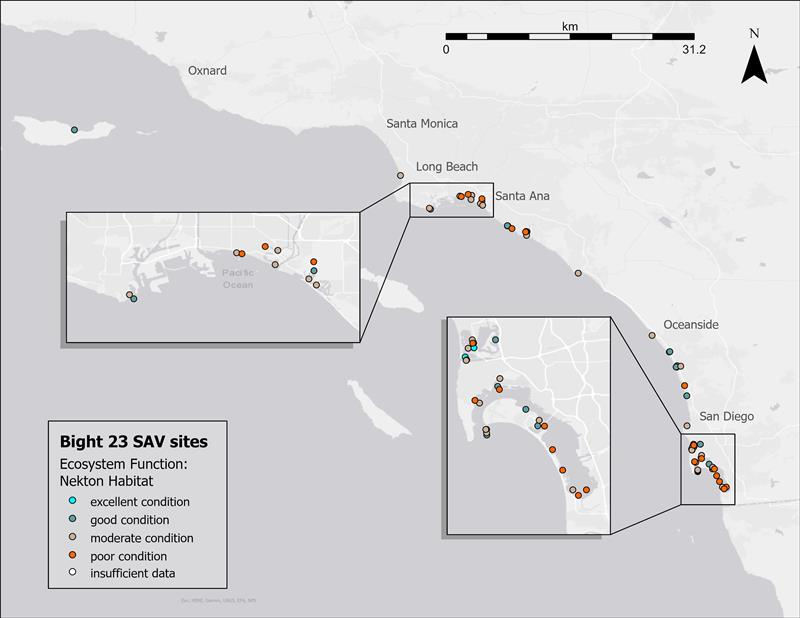 km
0
31.2
N
Oxnard
Santa Monica
Long Beach
Santa Ana
Pacific
Ocean
Oceanside
San Diego
Bight 23 SAV sites
Ecosystem Function:
Nekton Habitat
excellent condition
good condition
moderate condition
poor condition
insufficient data